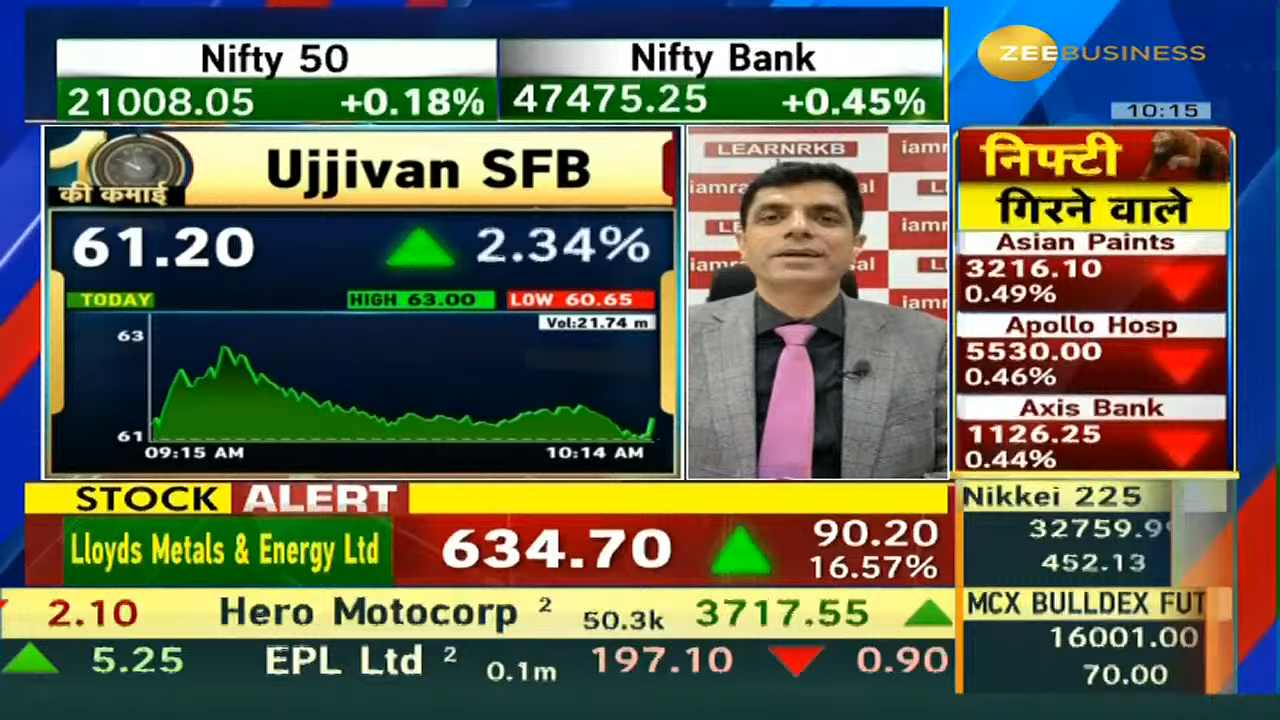 Nifty 50
21008.05 +0.18%
Nifty Bank
47475.25 +0.45%
ZEE BUSINESS
10:15
की कमाई
Ujjivan SFB
61.20 2.34%
TODAY HIGH 63.00 LOW 60.65
Vol:21.74 m
63
61
09:15 AM 10:14 AM
LEARNRKB
निफ्टी
गिरने वाले
Asian Paints
3216.10
0.49%
Apollo Hosp
5530.00
0.46%
Axis Bank
1126.25
0.44%
STOCK ALERT
Lloyds Metals & Energy Ltd 634.70 90.20
16.57%
Nikkei 225
32759.9
452.13
MCX BULLDEX FUT
16001.00
70.00
2.10 Hero Motocorp 2 50.3k 3717.55
5.25 EPL Ltd 2 0.1m 197.10 0.90